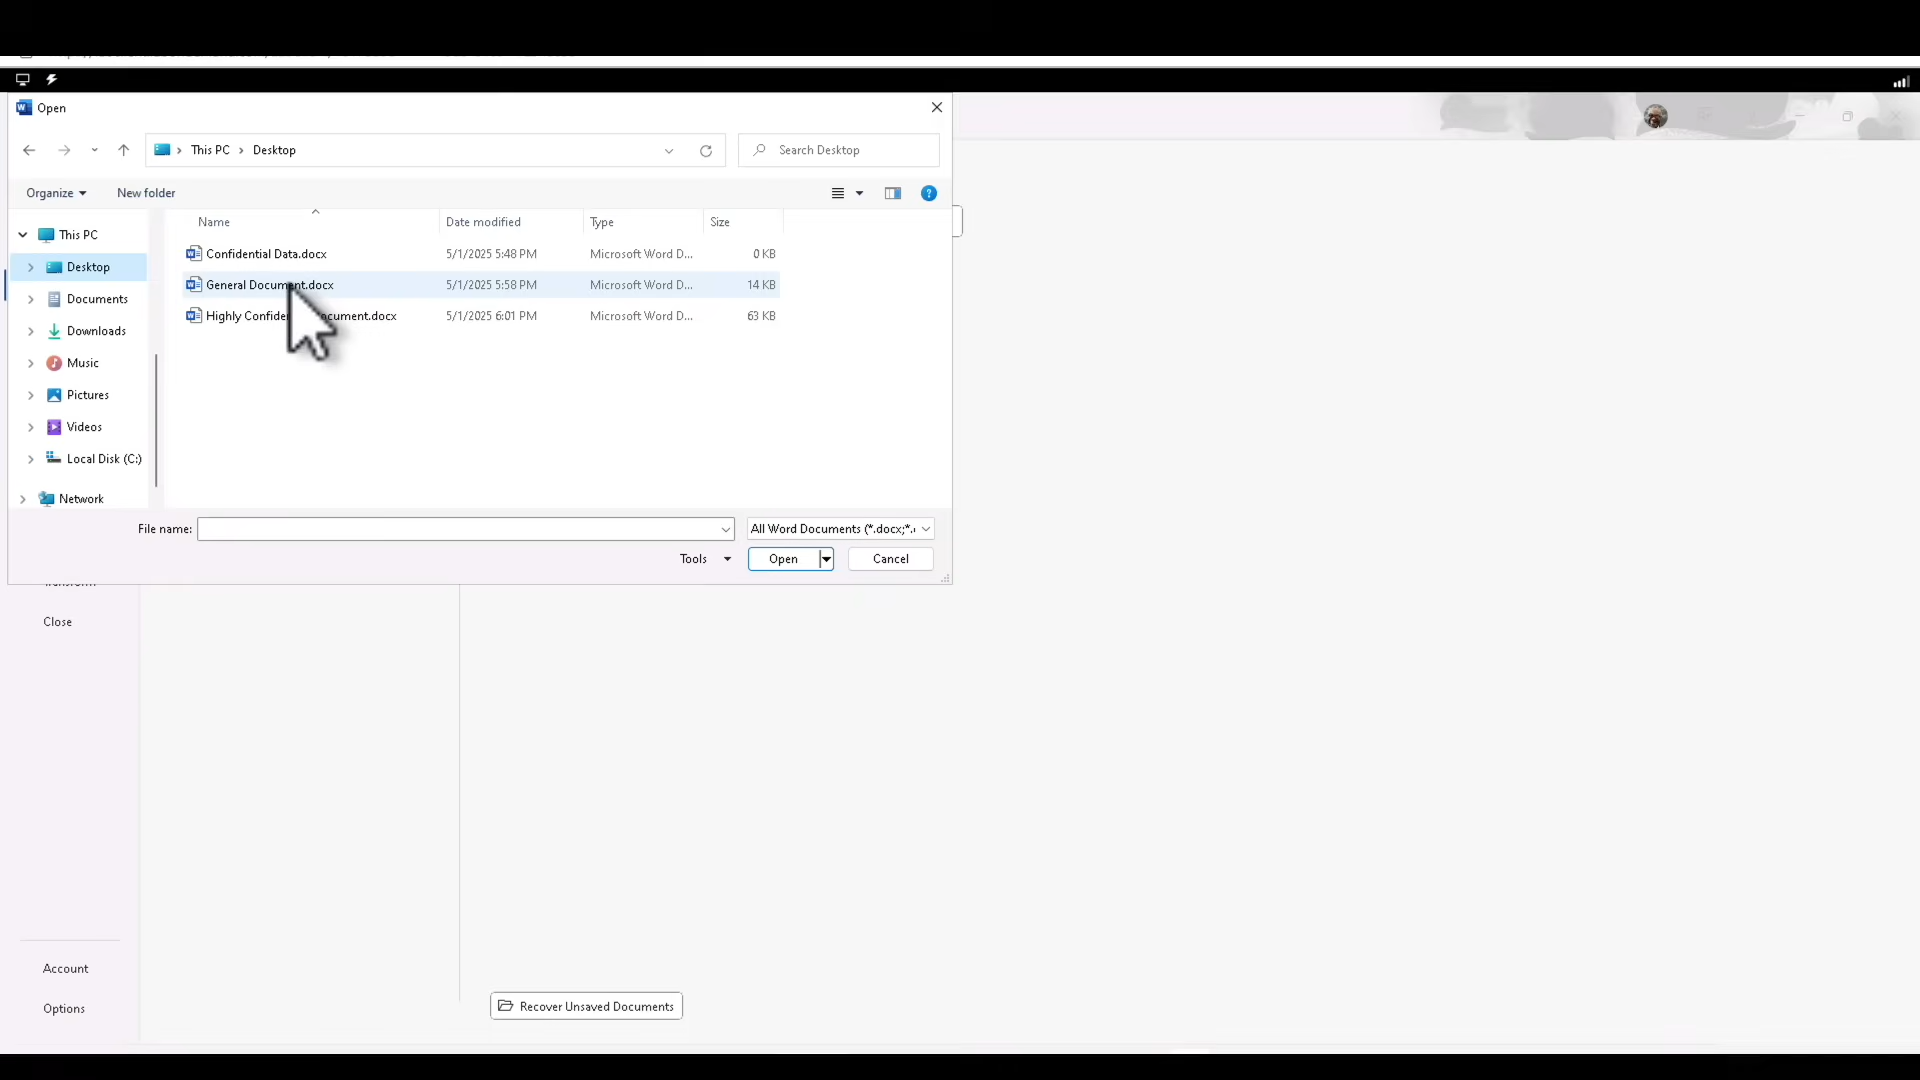 Open
This PC > Desktop
Search Desktop
Organize
New folder
Name
Date modified
Type
Size
This PC
Desktop
Documents
Downloads
Music
Pictures
Videos
Local Disk (C:)
Network
Confidential Data.docx 5/1/2025 5:48 PM Microsoft Word D... 0 KB
General Document.docx 5/1/2025 5:58 PM Microsoft Word D... 14 KB
Highly ocument.docx 5/1/2025 6:01 PM Microsoft Word D... 63 KB
File name:
All Word Documents (*.docx;*.
Tools
Open
Cancel
Close
Account
Options
Recover Unsaved Documents